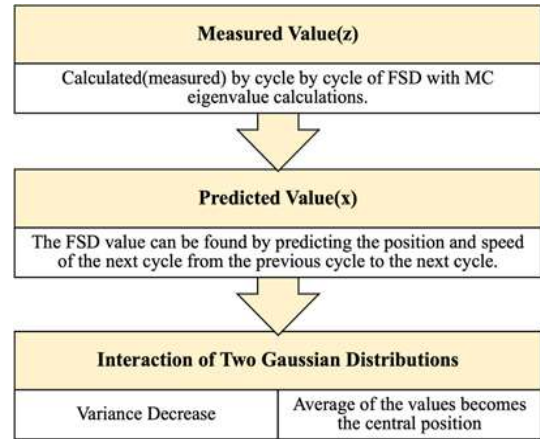 Measured Value(z)
Calculated(measured) by cycle by cycle of FSD with MC
eigenvalue calculations.
Predicted Value(x)
The FSD value can be found by predicting the position and speed
of the next cycle from the previous cycle to the next cycle.
Interaction of Two Gaussian Distributions
Variance Decrease
Average of the values becomes
the central position